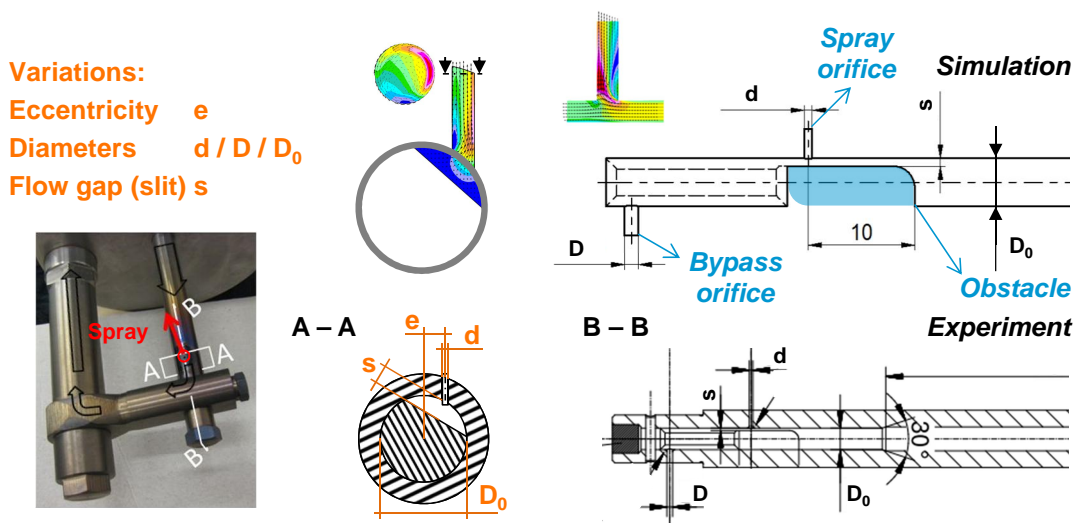 Variations:
Eccentricity e
Diameters d / D / D₀
Flow gap (slit) s
Spray
B
A A
B
A – A
e
d
s
D₀
Spray
orifice
Simulation
d
s
10
D
D₀
Bypass
orifice
Obstacle
B – B
Experiment
d
s
30°
D
D₀